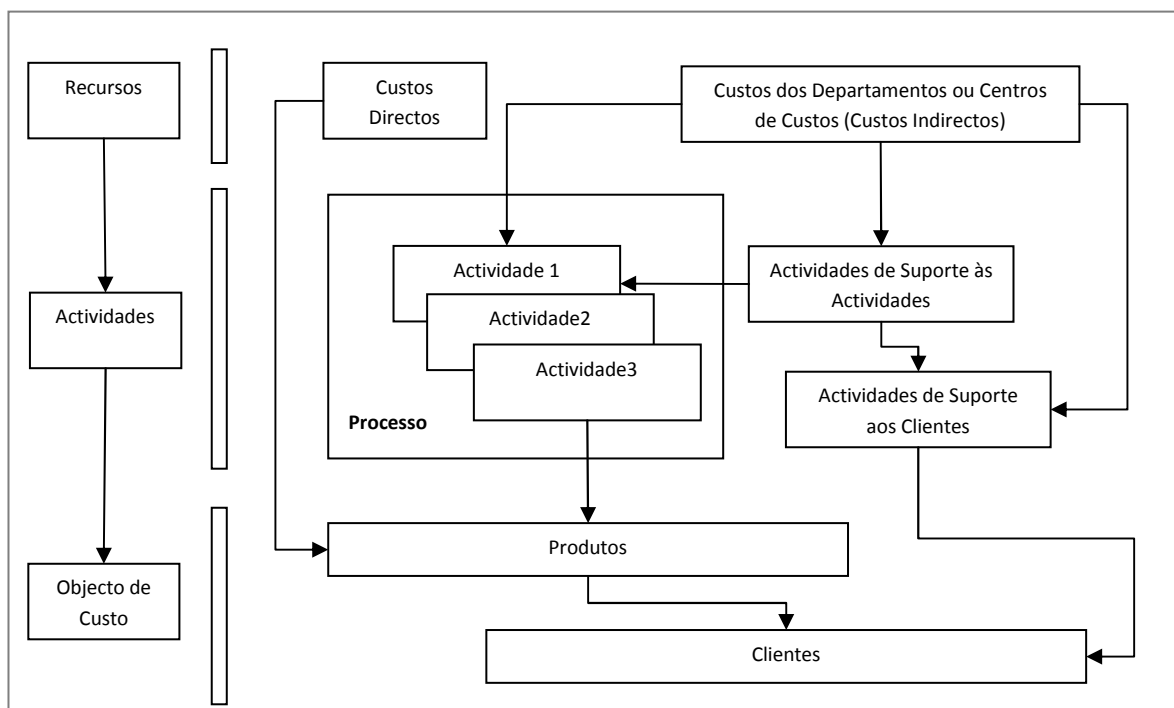 Recursos
Custos
Directos
Custos dos Departamentos ou Centros
de Custos (Custos Indirectos)
Actividades
Processo
Actividade 1
Actividade2
Actividade3
Actividades de Suporte às
Actividades
Actividades de Suporte
aos Clientes
Objecto de
Custo
Produtos
Clientes